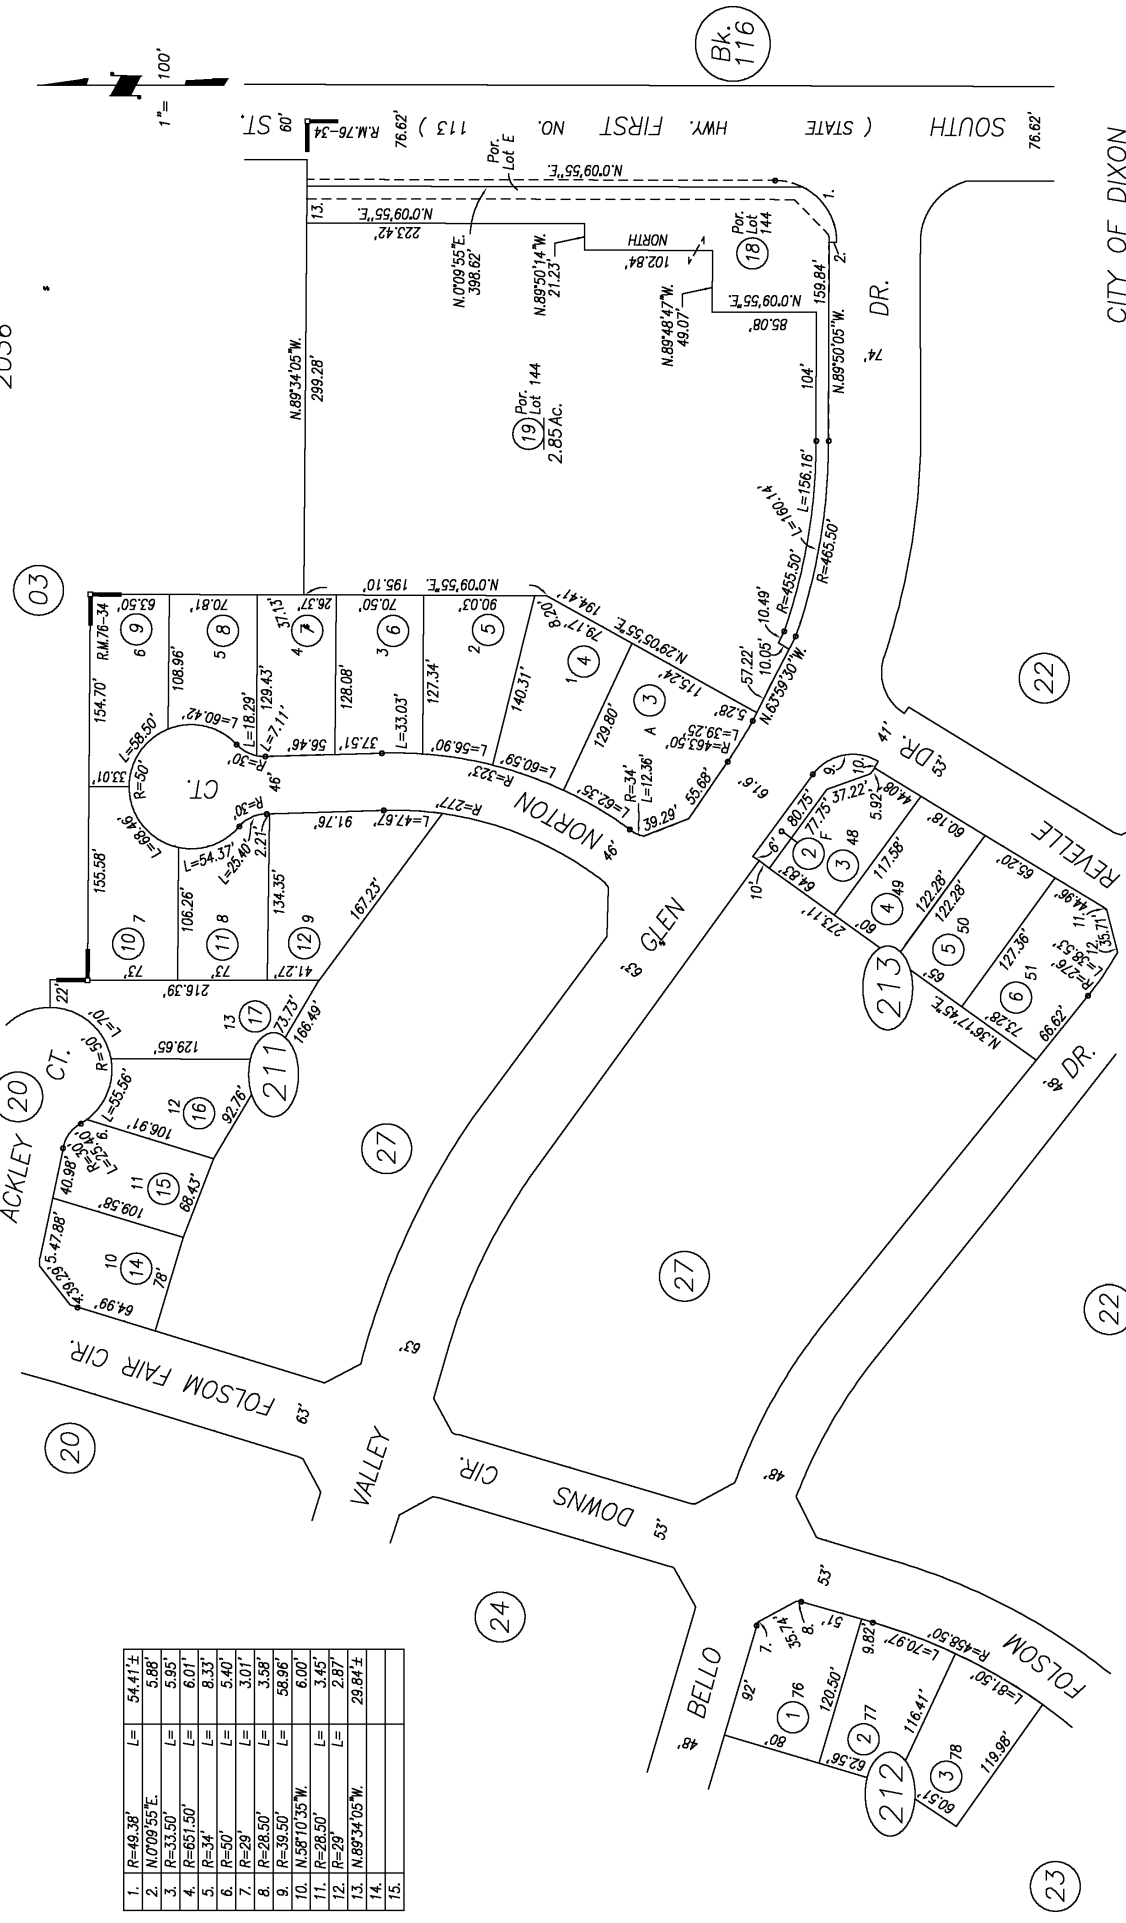 2036
1"= 100'
Bk.
116
03
ST.
60'
R.M.76-34
76.62'
SOUTH FIRST
( STATE HWY. NO. 113 )
76.62'
CITY OF DIXON
N.89°34'05"W.
299.28'
13.
N.0°09'55"E.
223.42'
Por.
Lot E
N.0°09'55"E.
N.0°09'55"E.
398.62'
N.89°50'14"W.
21.23'
NORTH
102.84'
18
Por.
Lot 144
N.89°48'47"W.
49.07'
N.0°09'55"E.
85.08'
1.
2.
159.84'
N.89°50'05"W.
104'
74'
DR.
19
Por.
Lot 144
2.85Ac.
L=156.16'
L=160.14'
R=455.50'
R=465.50'
10.49'
10.05'
57.22'
N.63°59'30"W.
R.M.76-34
154.70'
9
6
63.50'
33.01'
108.96'
8
5
70.81'
37.13'
129.43'
7
4
26.37'
128.08'
6
3
70.50'
195.10'
N.0°09'55"E.
127.34'
5
2
90.03'
140.31'
8.20'
4
1
79.17'
194.41'
N.29°05'55"E.
129.80'
3
A
115.24'
5.28'
L=39.25'
R=463.50'
L=58.50'
R=50'
L=60.42'
L=18.29'
R=30'
L=7.11'
56.46'
37.51'
L=33.03'
L=56.90'
R=323'
L=60.59'
L=62.35'
R=34'
L=12.36'
39.29'
55.68'
61.6'
CT.
46'
NORTON
46'
L=68.46'
L=54.37'
L=25.40'
R=30'
2.21'
91.76'
L=47.67'
R=277'
155.58'
10
7
73'
106.26'
11
8
73'
134.35'
12
9
41.27'
167.23'
22'
216.39'
13
17
73.73'
166.49'
211
L=70'
R=50'
129.65'
L=55.56'
12
16
92.76'
106.91'
6.
L=25.40'
R=30'
40.98'
11
15
68.43'
109.58'
5.
47.88'
39.29'
4.
10
14
78'
64.99'
ACKLEY CT.
20
FOLSOM FAIR CIR.
63'
20
27
63'
GLEN
63'
VALLEY
27
22
41'
DR.
53'
REVELLE
9.
10.
80.75'
77.75'
37.22'
5.92'
44.08'
6'
10'
2
F
64.83'
3
48
117.58'
273.11'
60.18'
4
49
60'
122.28'
122.28'
65.20'
5
50
65'
213
127.36'
44.96'
6
51
73.28'
N.36°17'45"E.
11.
12.
(35.71')
L=38.53'
R=276'
66.62'
48'
DR.
22
48'
DOWNS CIR.
53'
24
53'
FOLSOM
BELLO
48'
92'
7.
35.74'
8.
1
76
80'
51'
120.50'
9.82'
2
77
62.56'
L=70.97'
R=458.50'
116.41'
212
3
78
60.51'
L=81.50'
119.98'
23
1. R=49.38' L= 54.41'±
2. N.0°09'55"E. 5.88'
3. R=33.50' L= 5.95'
4. R=651.50' L= 6.01'
5. R=34' L= 8.33'
6. R=50' L= 5.40'
7. R=29' L= 3.01'
8. R=28.50' L= 3.58'
9. R=39.50' L= 58.96'
10. N.58°10'35"W. 6.00'
11. R=28.50' L= 3.45'
12. R=29' L= 2.87'
13. N.89°34'05"W. 29.84'±
14.
15.